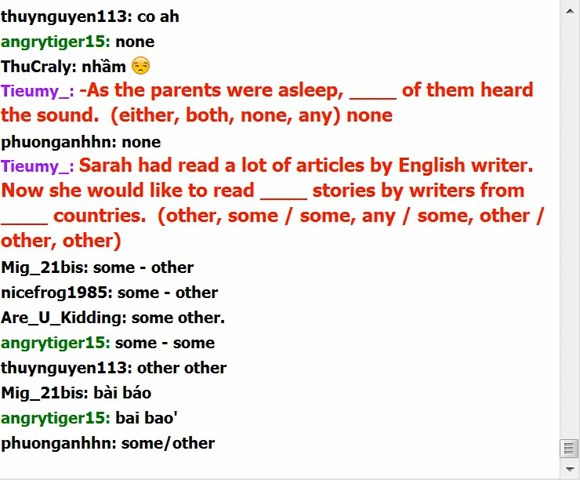 thuynguyen113: co ah
angrytiger15: none
ThuCraly: nhầm
Tieumy_: -As the parents were asleep, _____ of them heard
the sound.  (either, both, none, any) none
phuonganhhn: none
Tieumy_: Sarah had read a lot of articles by English writer.
Now she would like to read _____ stories by writers from
_____ countries.  (other, some / some, any / some, other /
other, other)
Mig_21bis: some - other
nicefrog1985: some - other
Are_U_Kidding: some other.
angrytiger15: some - some
thuynguyen113: other other
Mig_21bis: bài báo
angrytiger15: bai bao'
phuonganhhn: some/other